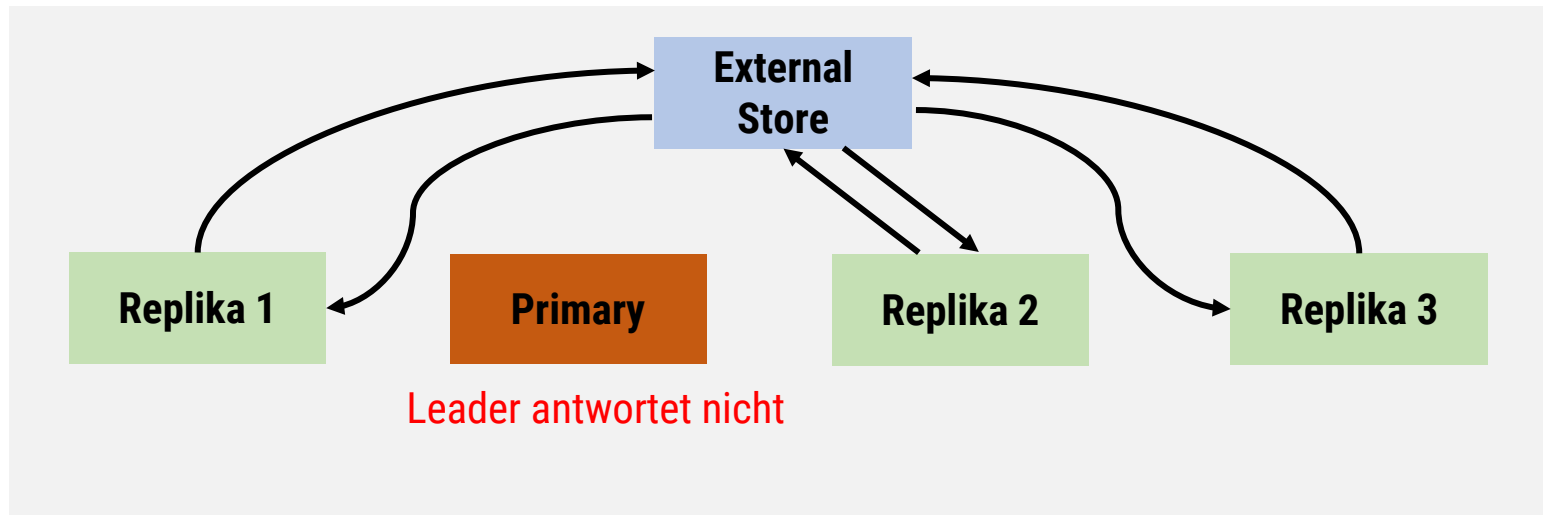 External
Store
Replika 1
Primary
Replika 2
Replika 3
Leader antwortet nicht